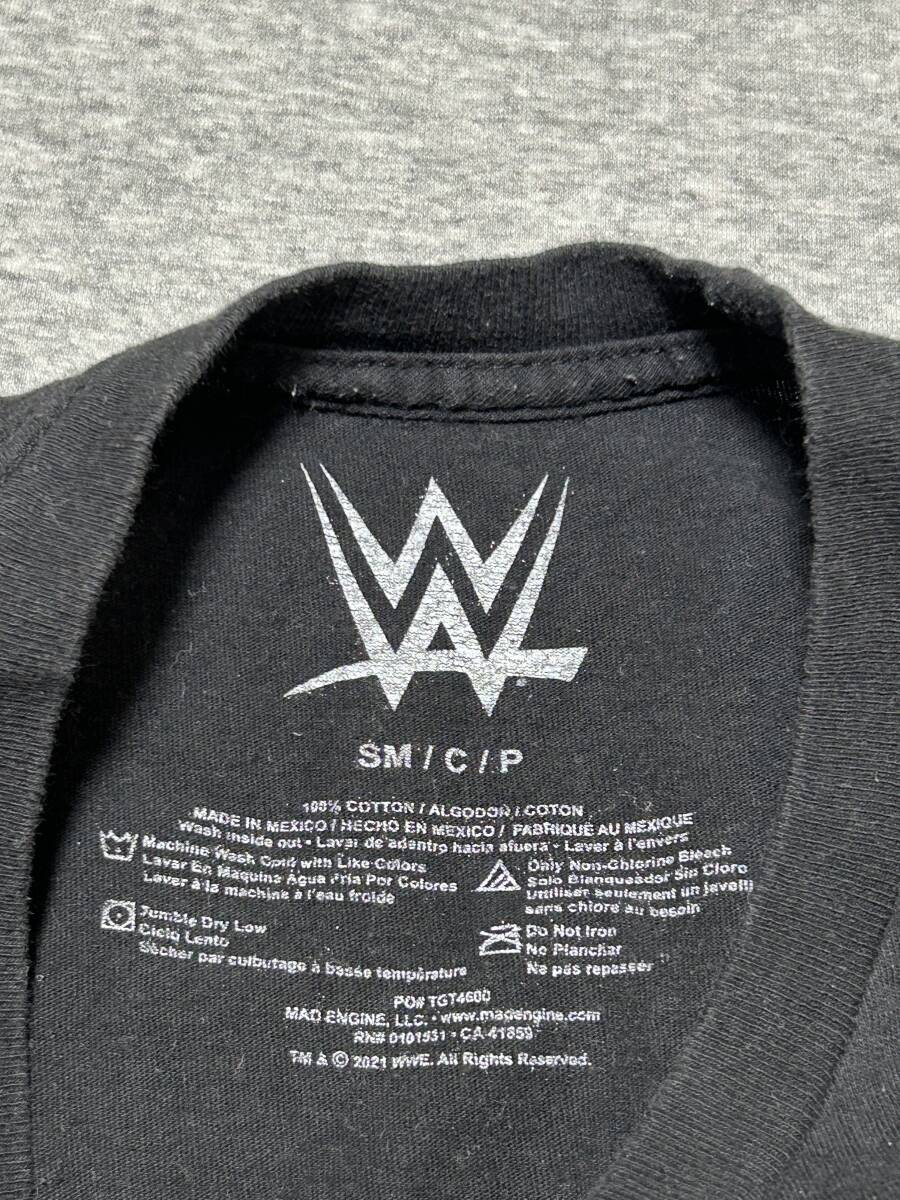 W
SM / C / P
100% COTTON / ALGODON / COTON
MADE IN MEXICO / HECHO EN MEXICO / FABRIQUÉ AU MEXIQUE
Wash inside out • Lavar de adentro hacia afuera • Laver à l'envers
Machine Wash Cold with Like Colors
Lavar En Maquina Agua Fria Por Colores
Laver à la machine à l'eau froide
Only Non-Chlorine Bleach
Solo Blanqueador Sin Cloro
Utiliser seulement un javell
sans chlore au besoin
Tumble Dry Low
Ciclo Lento
Sécher par culbutage à basse température
Do Not Iron
No Planchar
Ne pas repasser
PO# TGT4600
MAD ENGINE, LLC. • www.madengine.com
RN# 0101531 • CA 41859
TM & © 2021 WWE. All Rights Reserved.